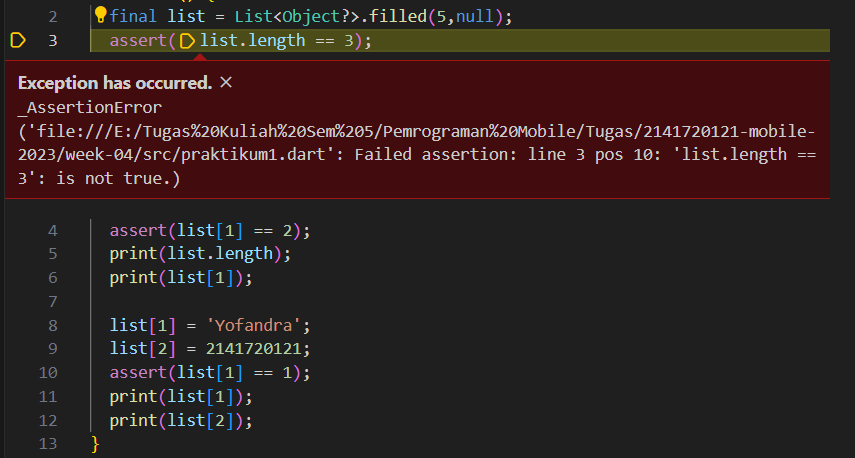 2 final list = List<Object?>.filled(5,null);
3 assert(list.length == 3);
Exception has occurred. ×
_AssertionError
('file:///E:/Tugas%20Kuliah%20Sem%205/Pemrograman%20Mobile/Tugas/2141720121-mobile-
2023/week-04/src/praktikum1.dart': Failed assertion: line 3 pos 10: 'list.length ==
3': is not true.)
4 assert(list[1] == 2);
5 print(list.length);
6 print(list[1]);
7
8 list[1] = 'Yofandra';
9 list[2] = 2141720121;
10 assert(list[1] == 1);
11 print(list[1]);
12 print(list[2]);
13 }